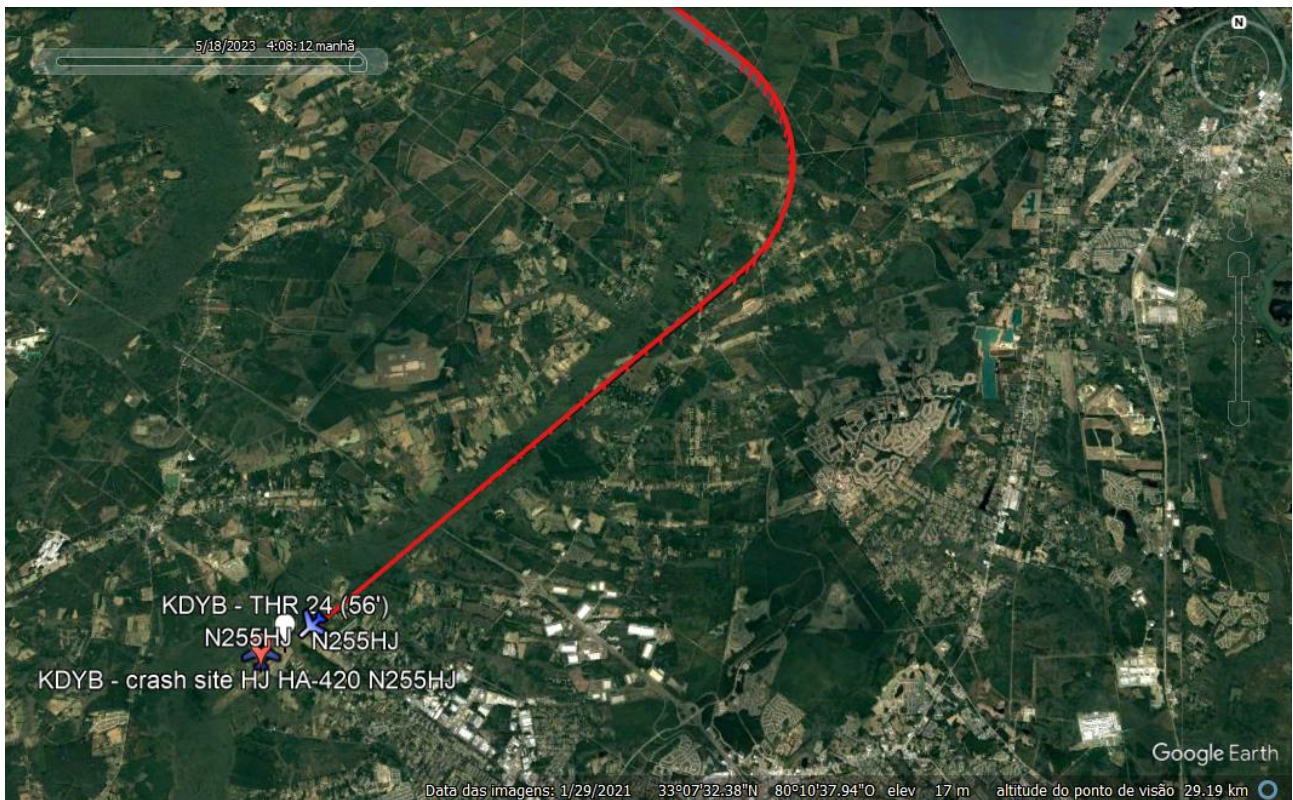 5/18/2023 4:08:12 manhã
N
KDYB - THR 24 (56')
N255HJ
N255HJ
KDYB - crash site HJ HA-420 N255HJ
Google Earth
Data das imagens: 1/29/2021 33°07'32.38"N 80°10'37.94"O elev 17 m altitude do ponto de visão 29.19 km